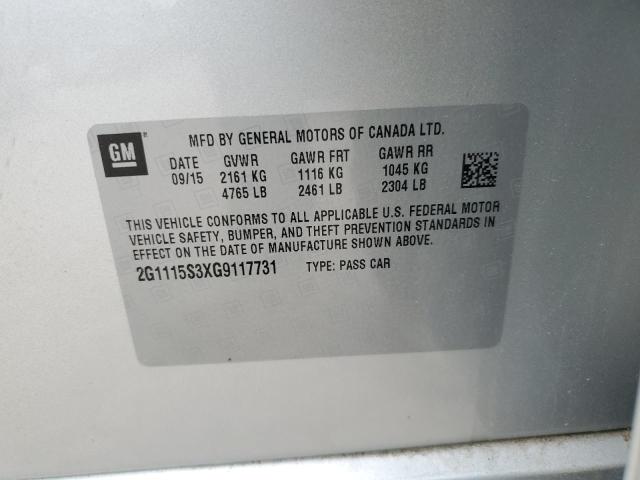 GM
MFD BY GENERAL MOTORS OF CANADA LTD.
DATE GVWR GAWR FRT GAWR RR
09/15 2161 KG 1116 KG 1045 KG
4765 LB 2461 LB 2304 LB
THIS VEHICLE CONFORMS TO ALL APPLICABLE U.S. FEDERAL MOTOR
VEHICLE SAFETY, BUMPER, AND THEFT PREVENTION STANDARDS IN
EFFECT ON THE DATE OF MANUFACTURE SHOWN ABOVE.
2G1115S3XG9117731 TYPE: PASS CAR